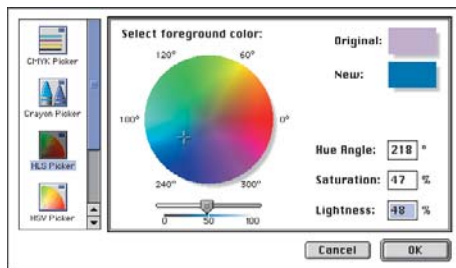 CMYK Picker
Crayon Picker
HLS Picker
HSV Picker
Select foreground color:
120°
60°
180°
0°
240°
300°
0
50
100
Original:
New:
Hue Angle: 218 °
Saturation: 47 %
Lightness: 48 %
Cancel
OK